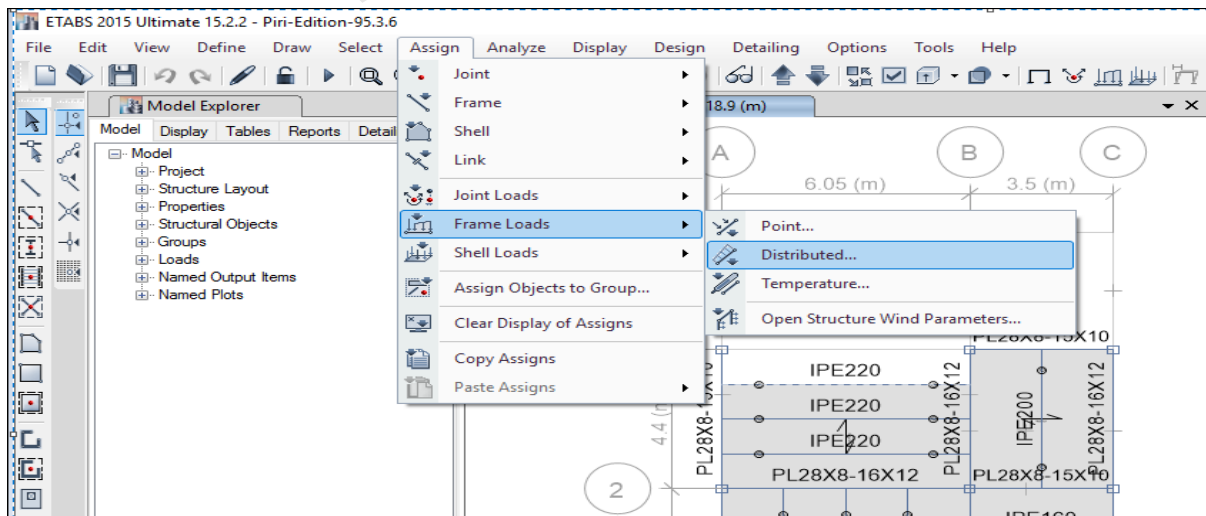 ETABS 2015 Ultimate 15.2.2 - Piri-Edition-95.3.6
File Edit View Define Draw Select Assign Analyze Display Design Detailing Options Tools Help
Model Explorer
Model Display Tables Reports Detail
Model
Project
Structure Layout
Properties
Structural Objects
Groups
Loads
Named Output Items
Named Plots
Joint
Frame
Shell
Link
Joint Loads
Frame Loads
Shell Loads
Assign Objects to Group...
Clear Display of Assigns
Copy Assigns
Paste Assigns
Point...
Distributed...
Temperature...
Open Structure Wind Parameters...
18.9 (m)
A B C
6.05 (m) 3.5 (m)
IPE220
IPE220
IPE220
PL28X8-16X12
PL28X8-16X12
IPE200
PL28X8-16X12
PL28X8-15X10
4.4
2